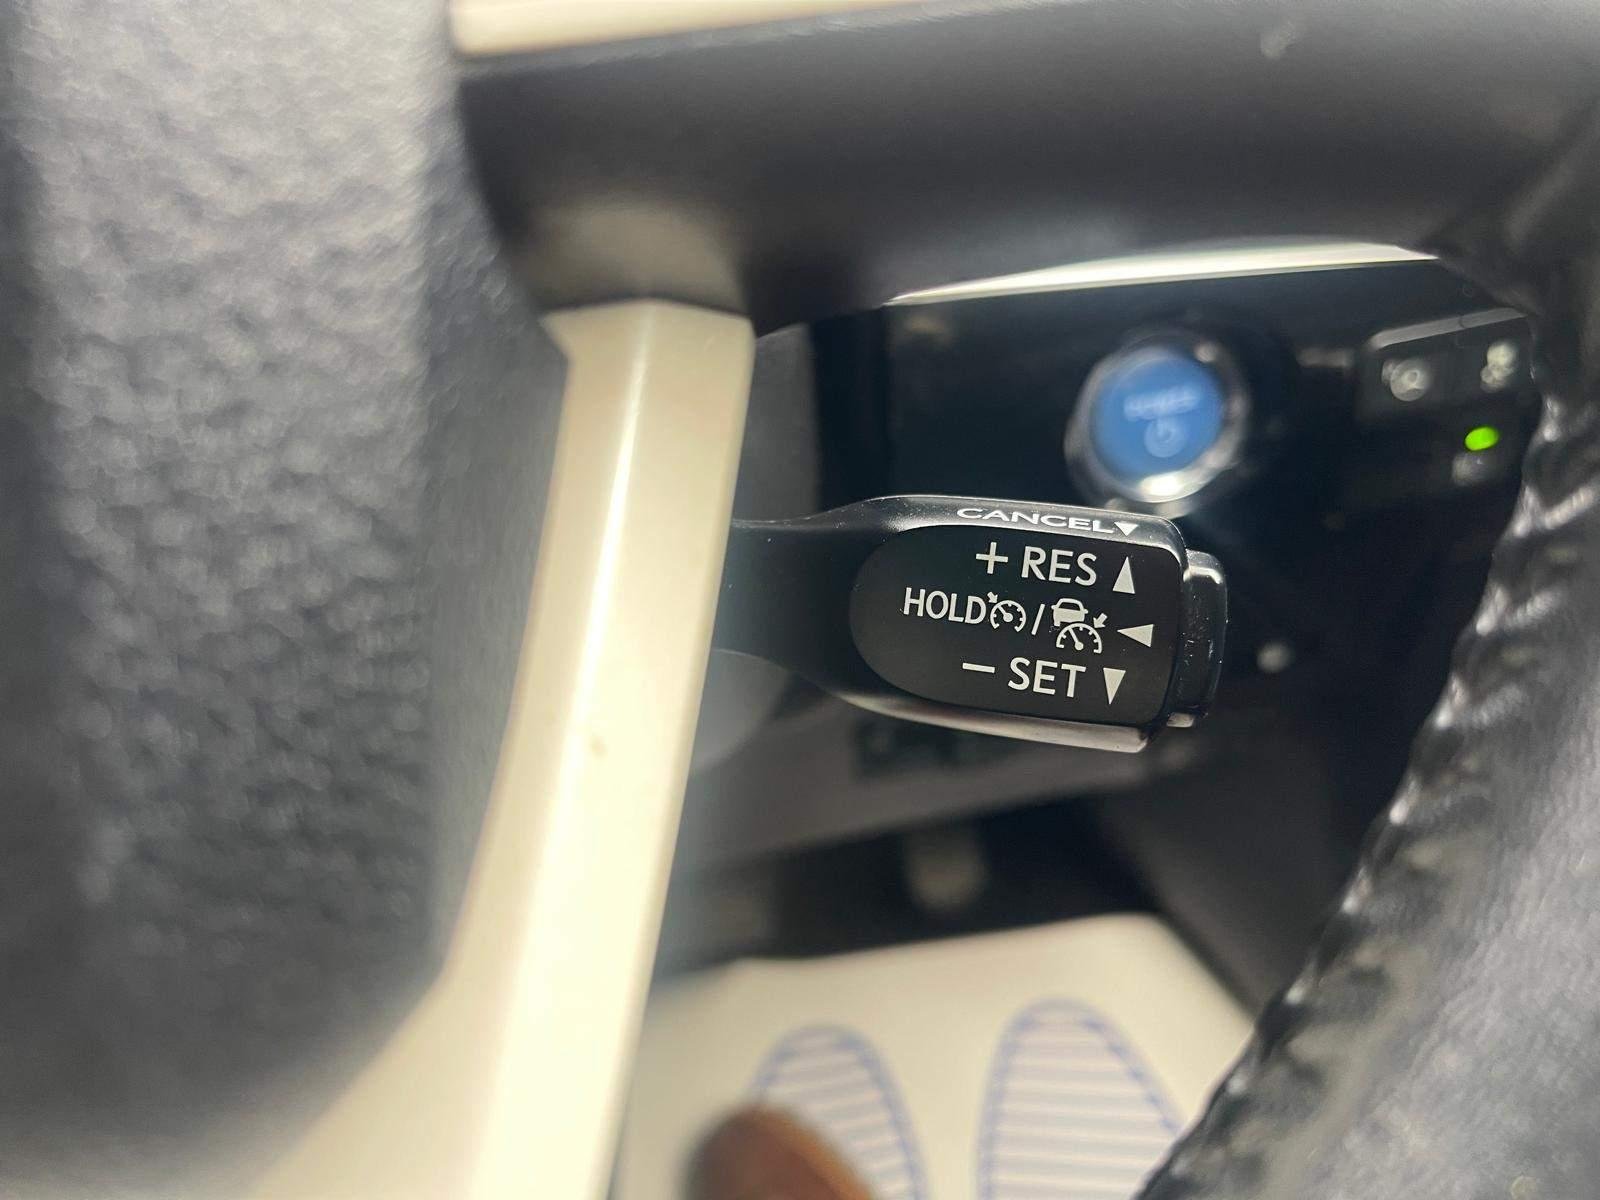 CANCEL▼
+ RES ▲
HOLD / ◀
− SET ▼